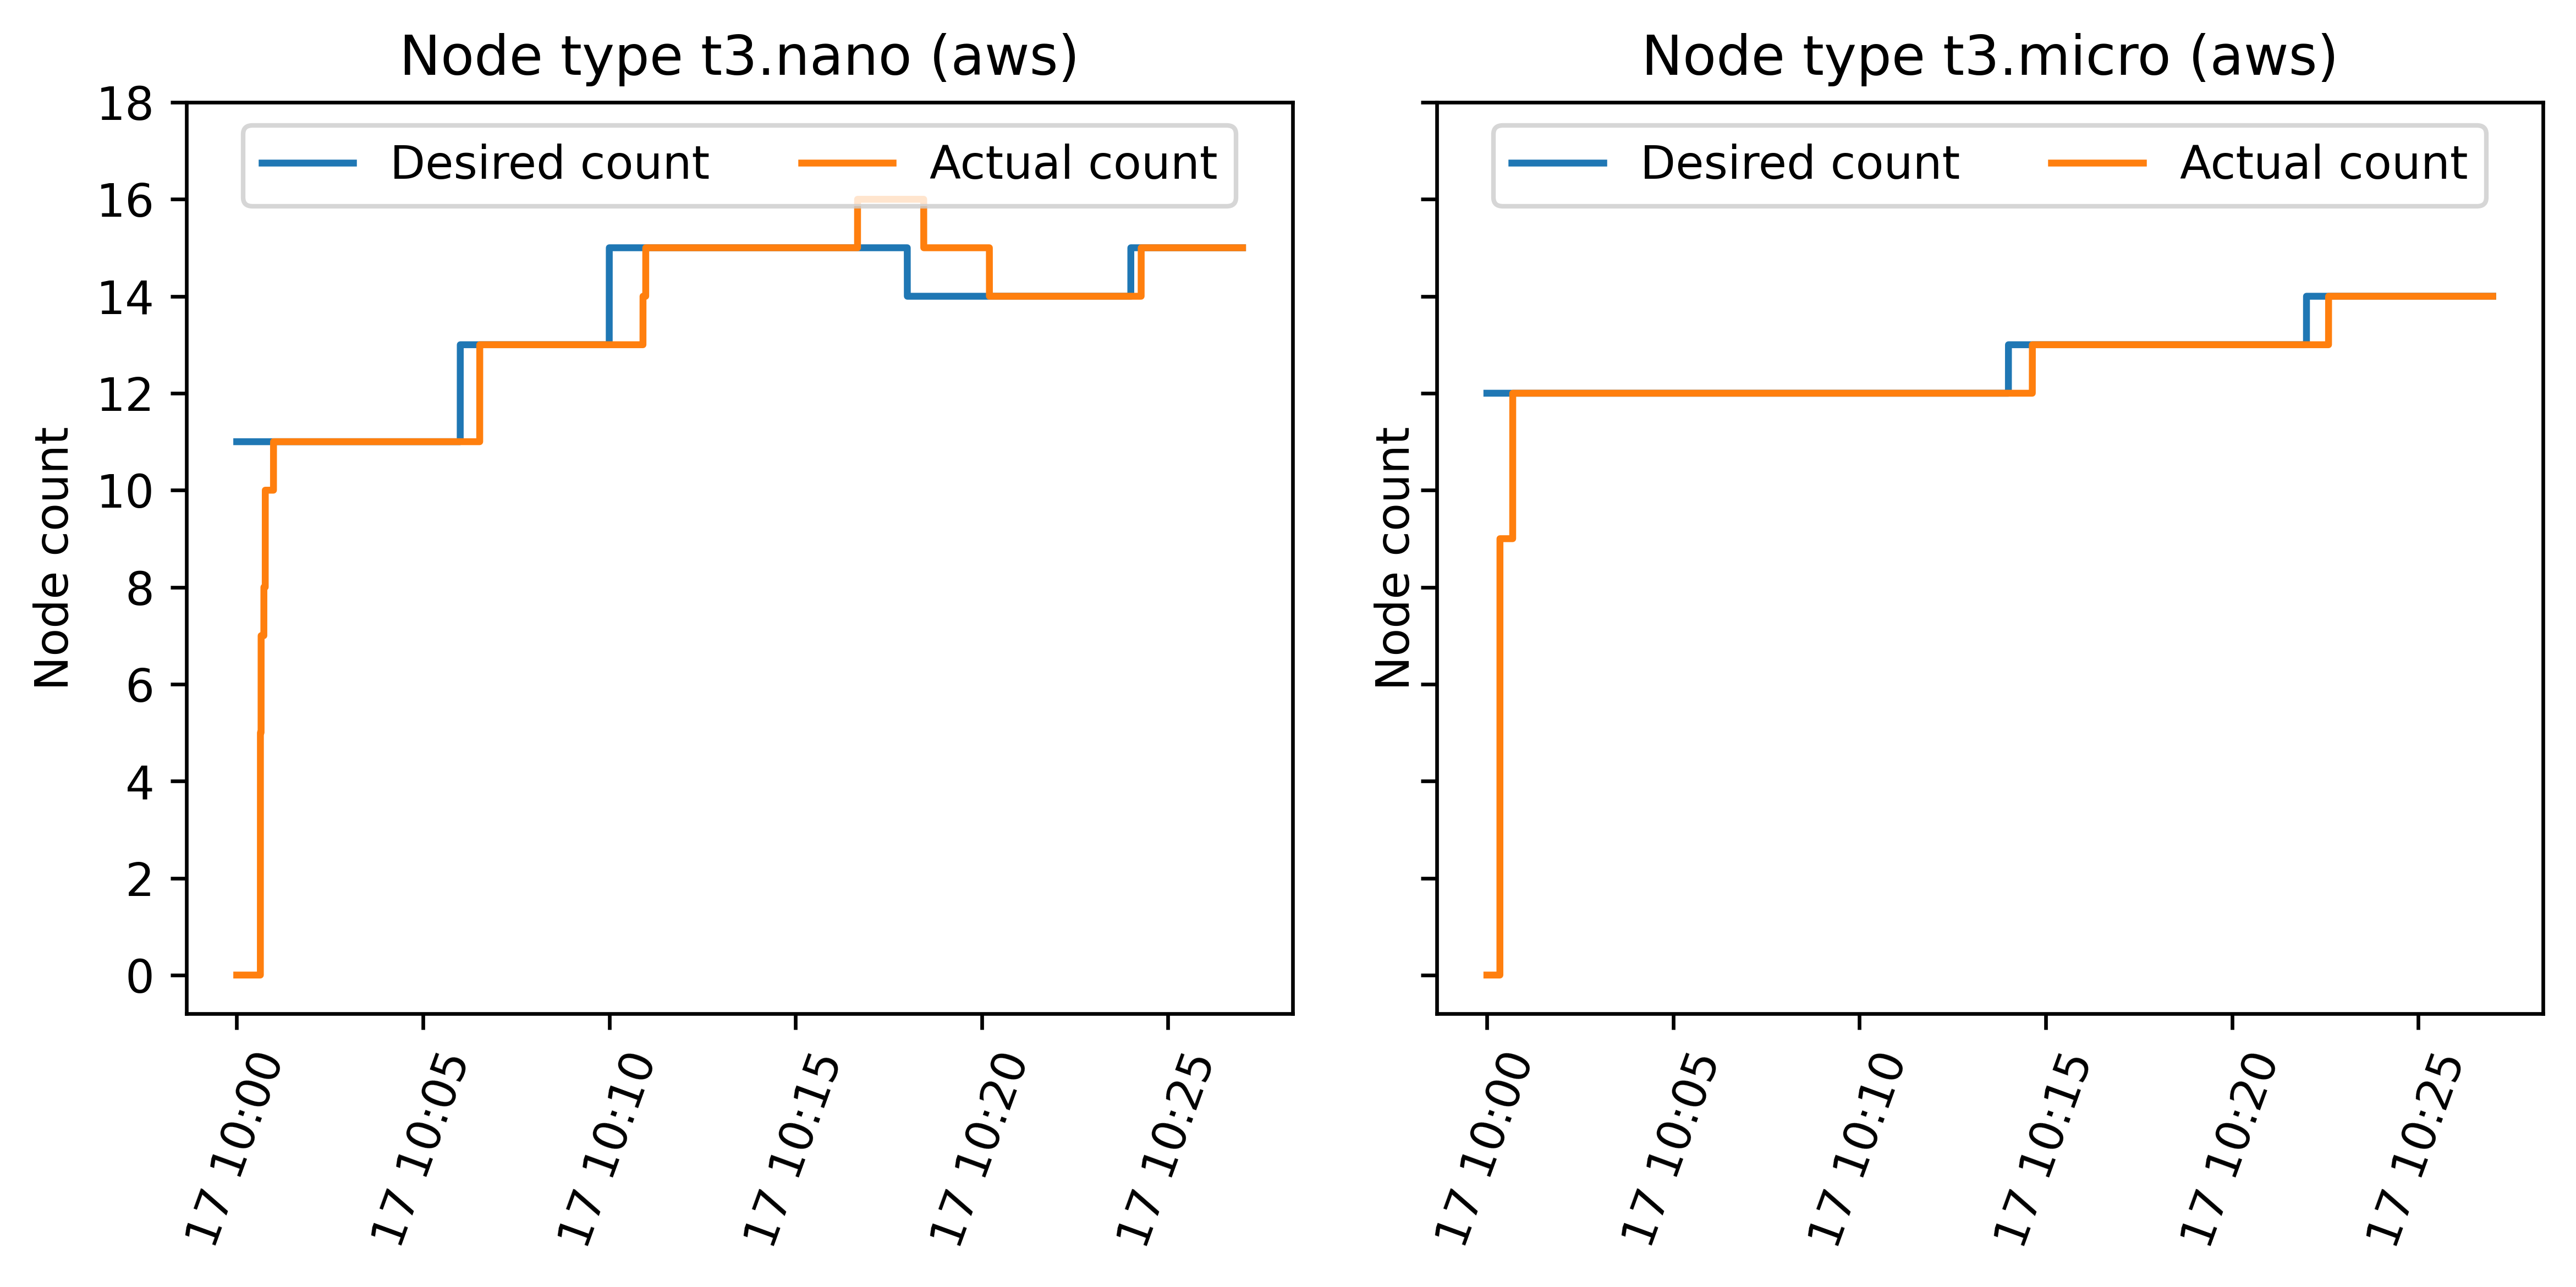 Node type t3.nano (aws)
Desired count
Actual count
Node count
18
16
14
12
10
8
6
4
2
0
17 10:00
17 10:05
17 10:10
17 10:15
17 10:20
17 10:25
Node type t3.micro (aws)
Desired count
Actual count
Node count
17 10:00
17 10:05
17 10:10
17 10:15
17 10:20
17 10:25